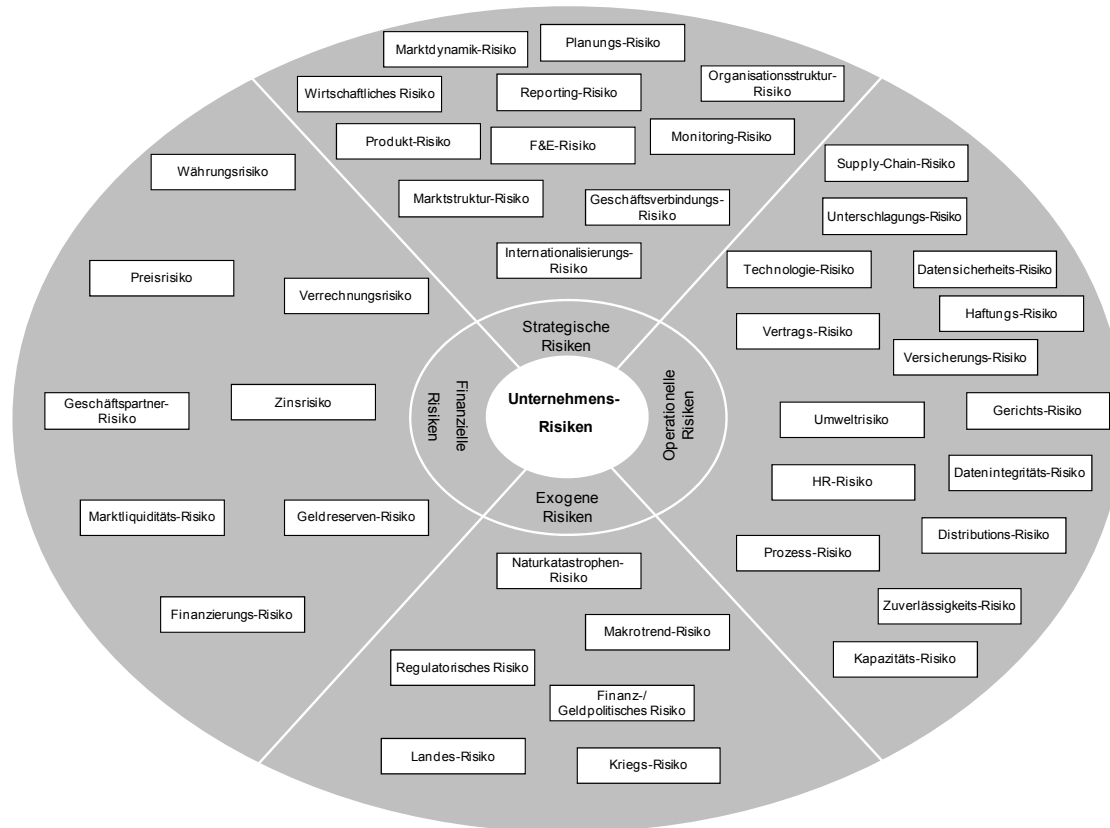 Marktdynamik-Risiko
Planungs-Risiko
Wirtschaftliches Risiko
Reporting-Risiko
Organisationsstruktur-
Risiko
Produkt-Risiko
F&E-Risiko
Monitoring-Risiko
Marktstruktur-Risiko
Geschäftsverbindungs-
Risiko
Internationalisierungs-
Risiko
Währungsrisiko
Preisrisiko
Verrechnungsrisiko
Geschäftspartner-
Risiko
Zinsrisiko
Marktliquiditäts-Risiko
Geldreserven-Risiko
Finanzierungs-Risiko
Strategische
Risiken
Finanzielle
Risiken
Unternehmens-
Risiken
Operationelle
Risiken
Exogene
Risiken
Supply-Chain-Risiko
Unterschlagungs-Risiko
Technologie-Risiko
Datensicherheits-Risiko
Haftungs-Risiko
Vertrags-Risiko
Versicherungs-Risiko
Umweltrisiko
Gerichts-Risiko
HR-Risiko
Datenintegritäts-Risiko
Distributions-Risiko
Prozess-Risiko
Zuverlässigkeits-Risiko
Kapazitäts-Risiko
Naturkatastrophen-
Risiko
Makrotrend-Risiko
Regulatorisches Risiko
Finanz-/
Geldpolitisches Risiko
Landes-Risiko
Kriegs-Risiko